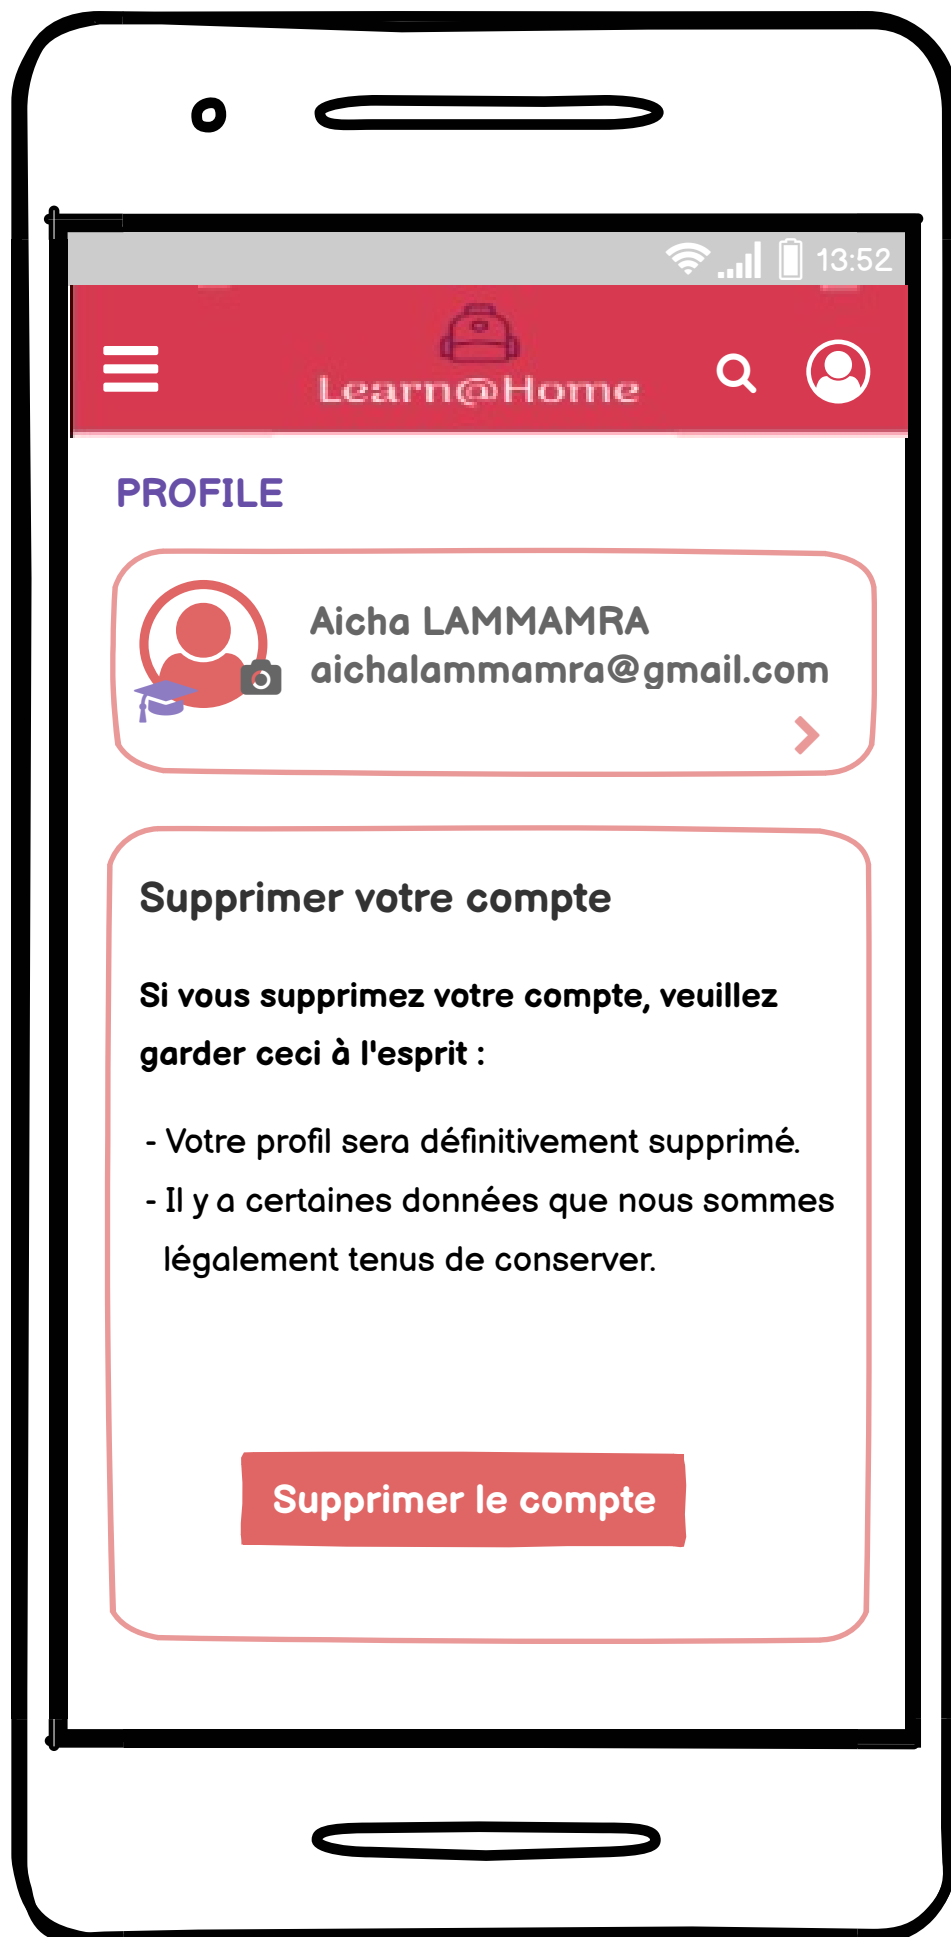 13:52
Learn@Home
PROFILE
Aicha LAMMAMRA
aichalammamra@gmail.com
Supprimer votre compte
Si vous supprimez votre compte, veuillez
garder ceci à l'esprit :
- Votre profil sera définitivement supprimé.
- Il y a certaines données que nous sommes
légalement tenus de conserver.
Supprimer le compte